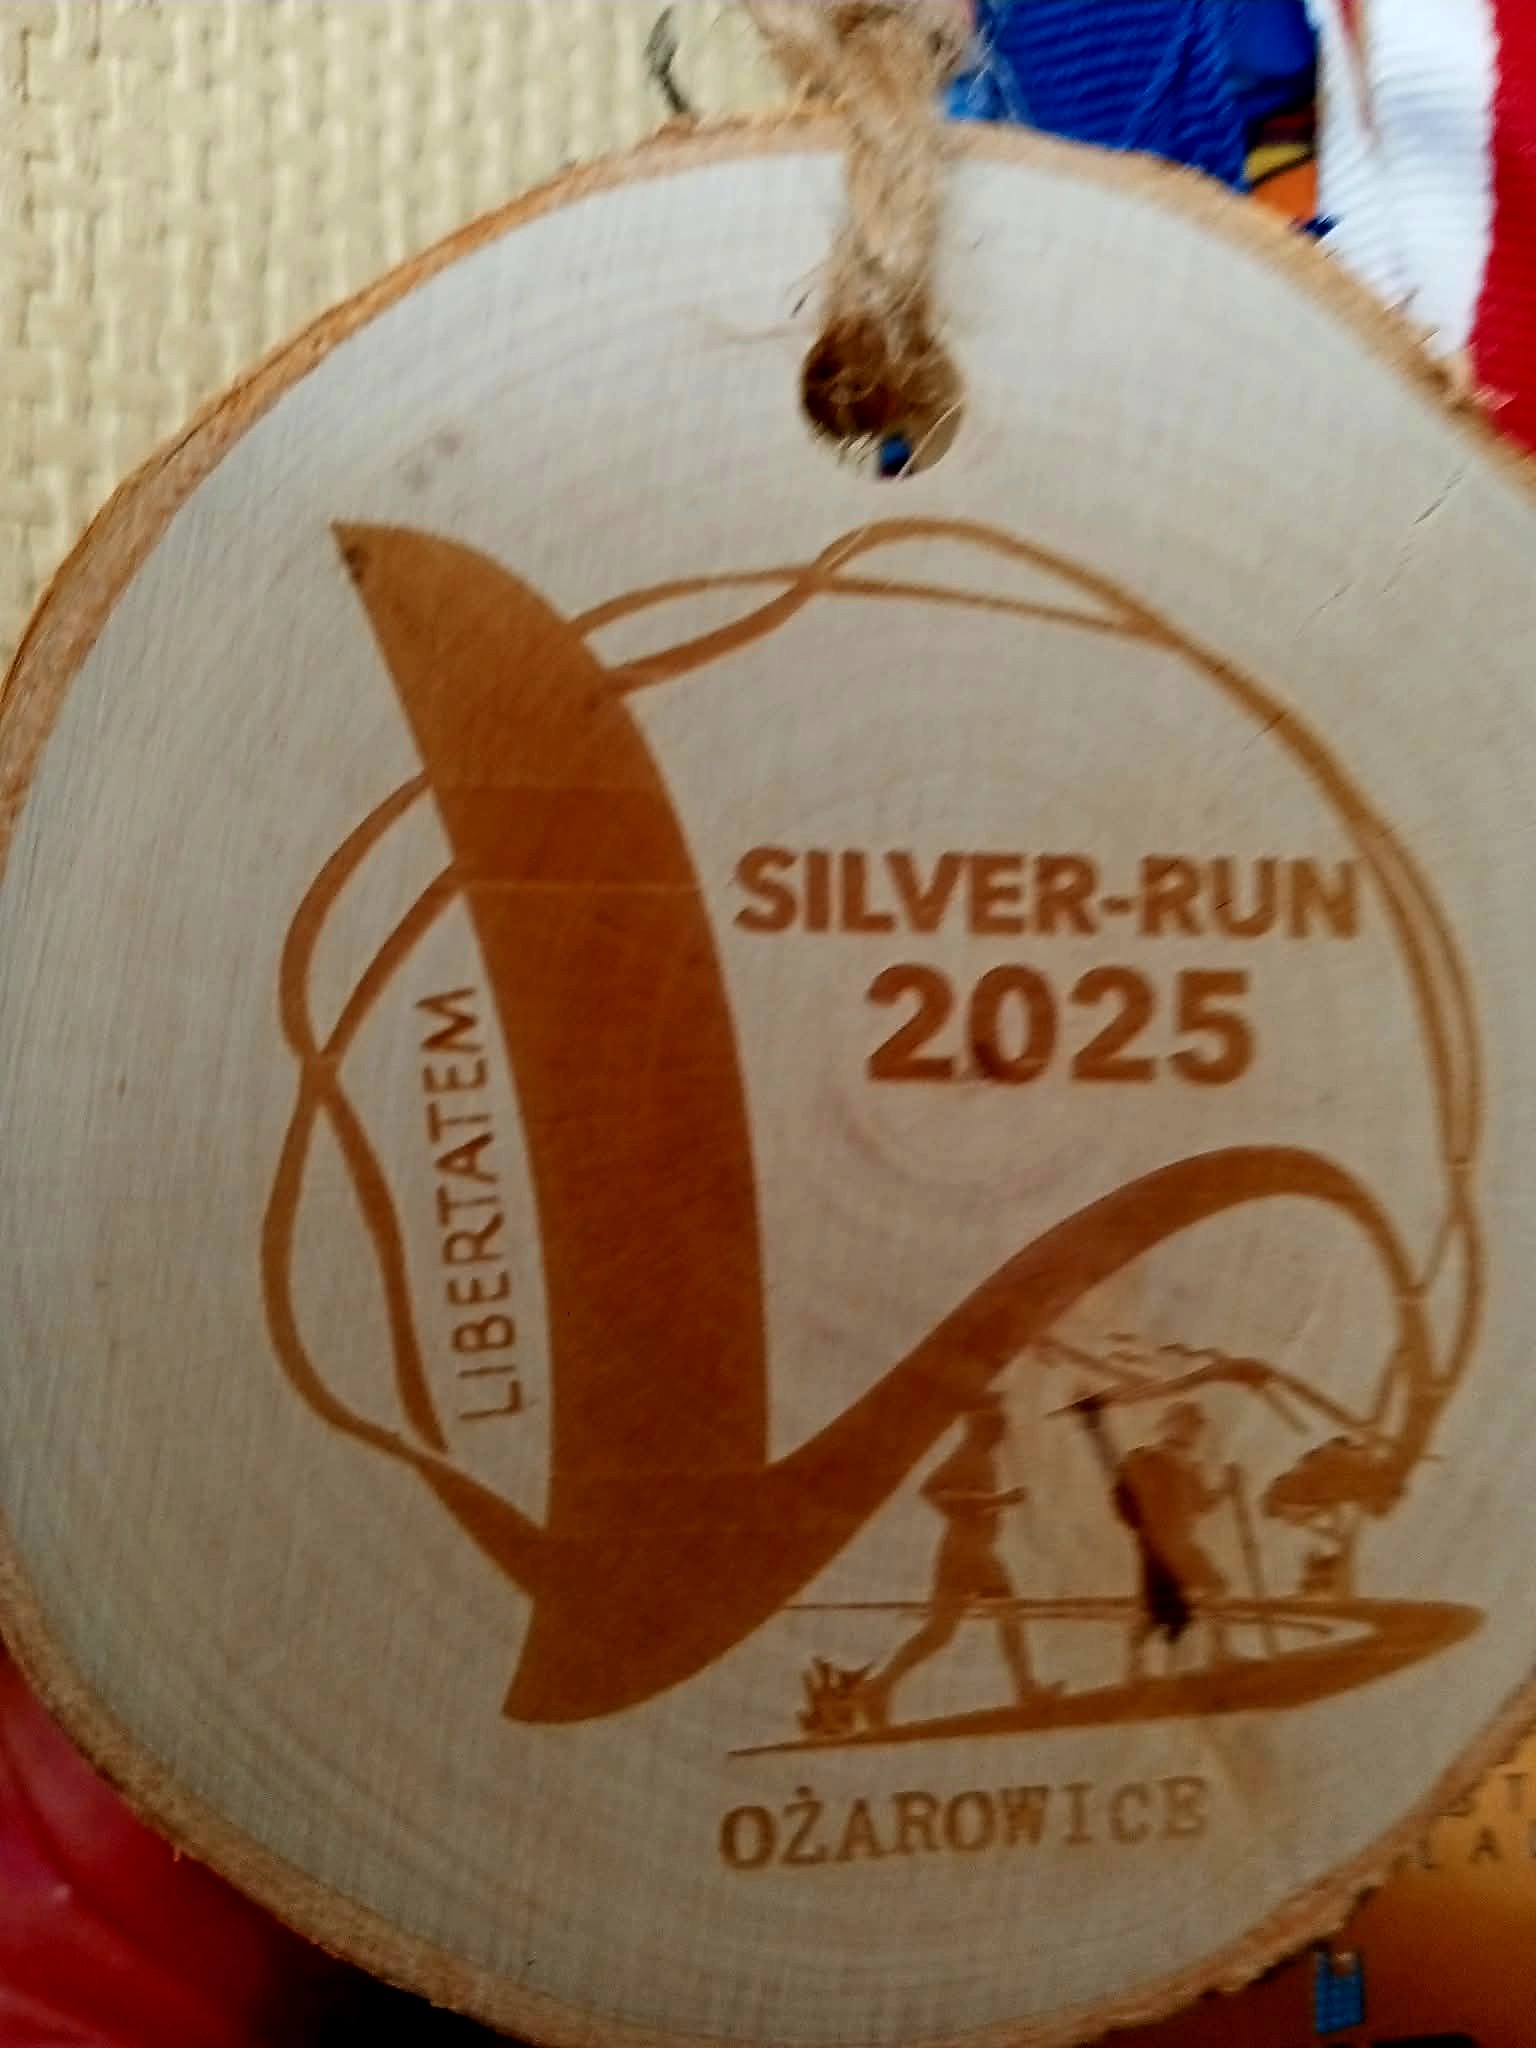 SILVER-RUN
2025
LIBERTATEM
OŻAROWICE